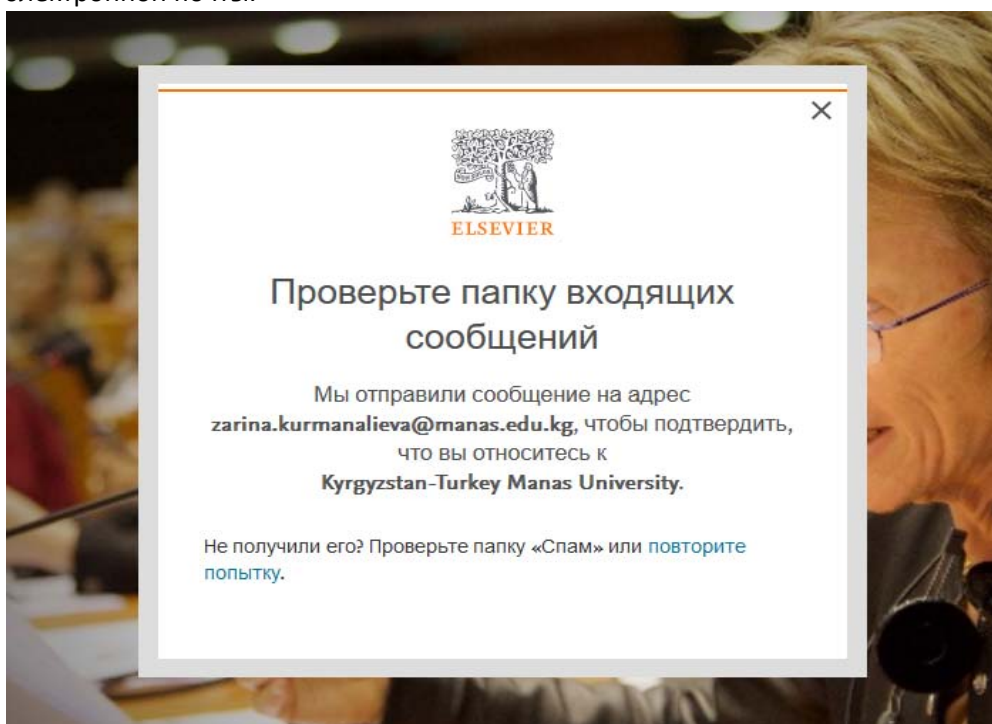 ELSEVIER
Проверьте папку входящих
сообщений
Мы отправили сообщение на адрес
zarina.kurmanalieva@manas.edu.kg, чтобы подтвердить,
что вы относитесь к
Kyrgyzstan-Turkey Manas University.
Не получили его? Проверьте папку «Спам» или повторите
попытку.